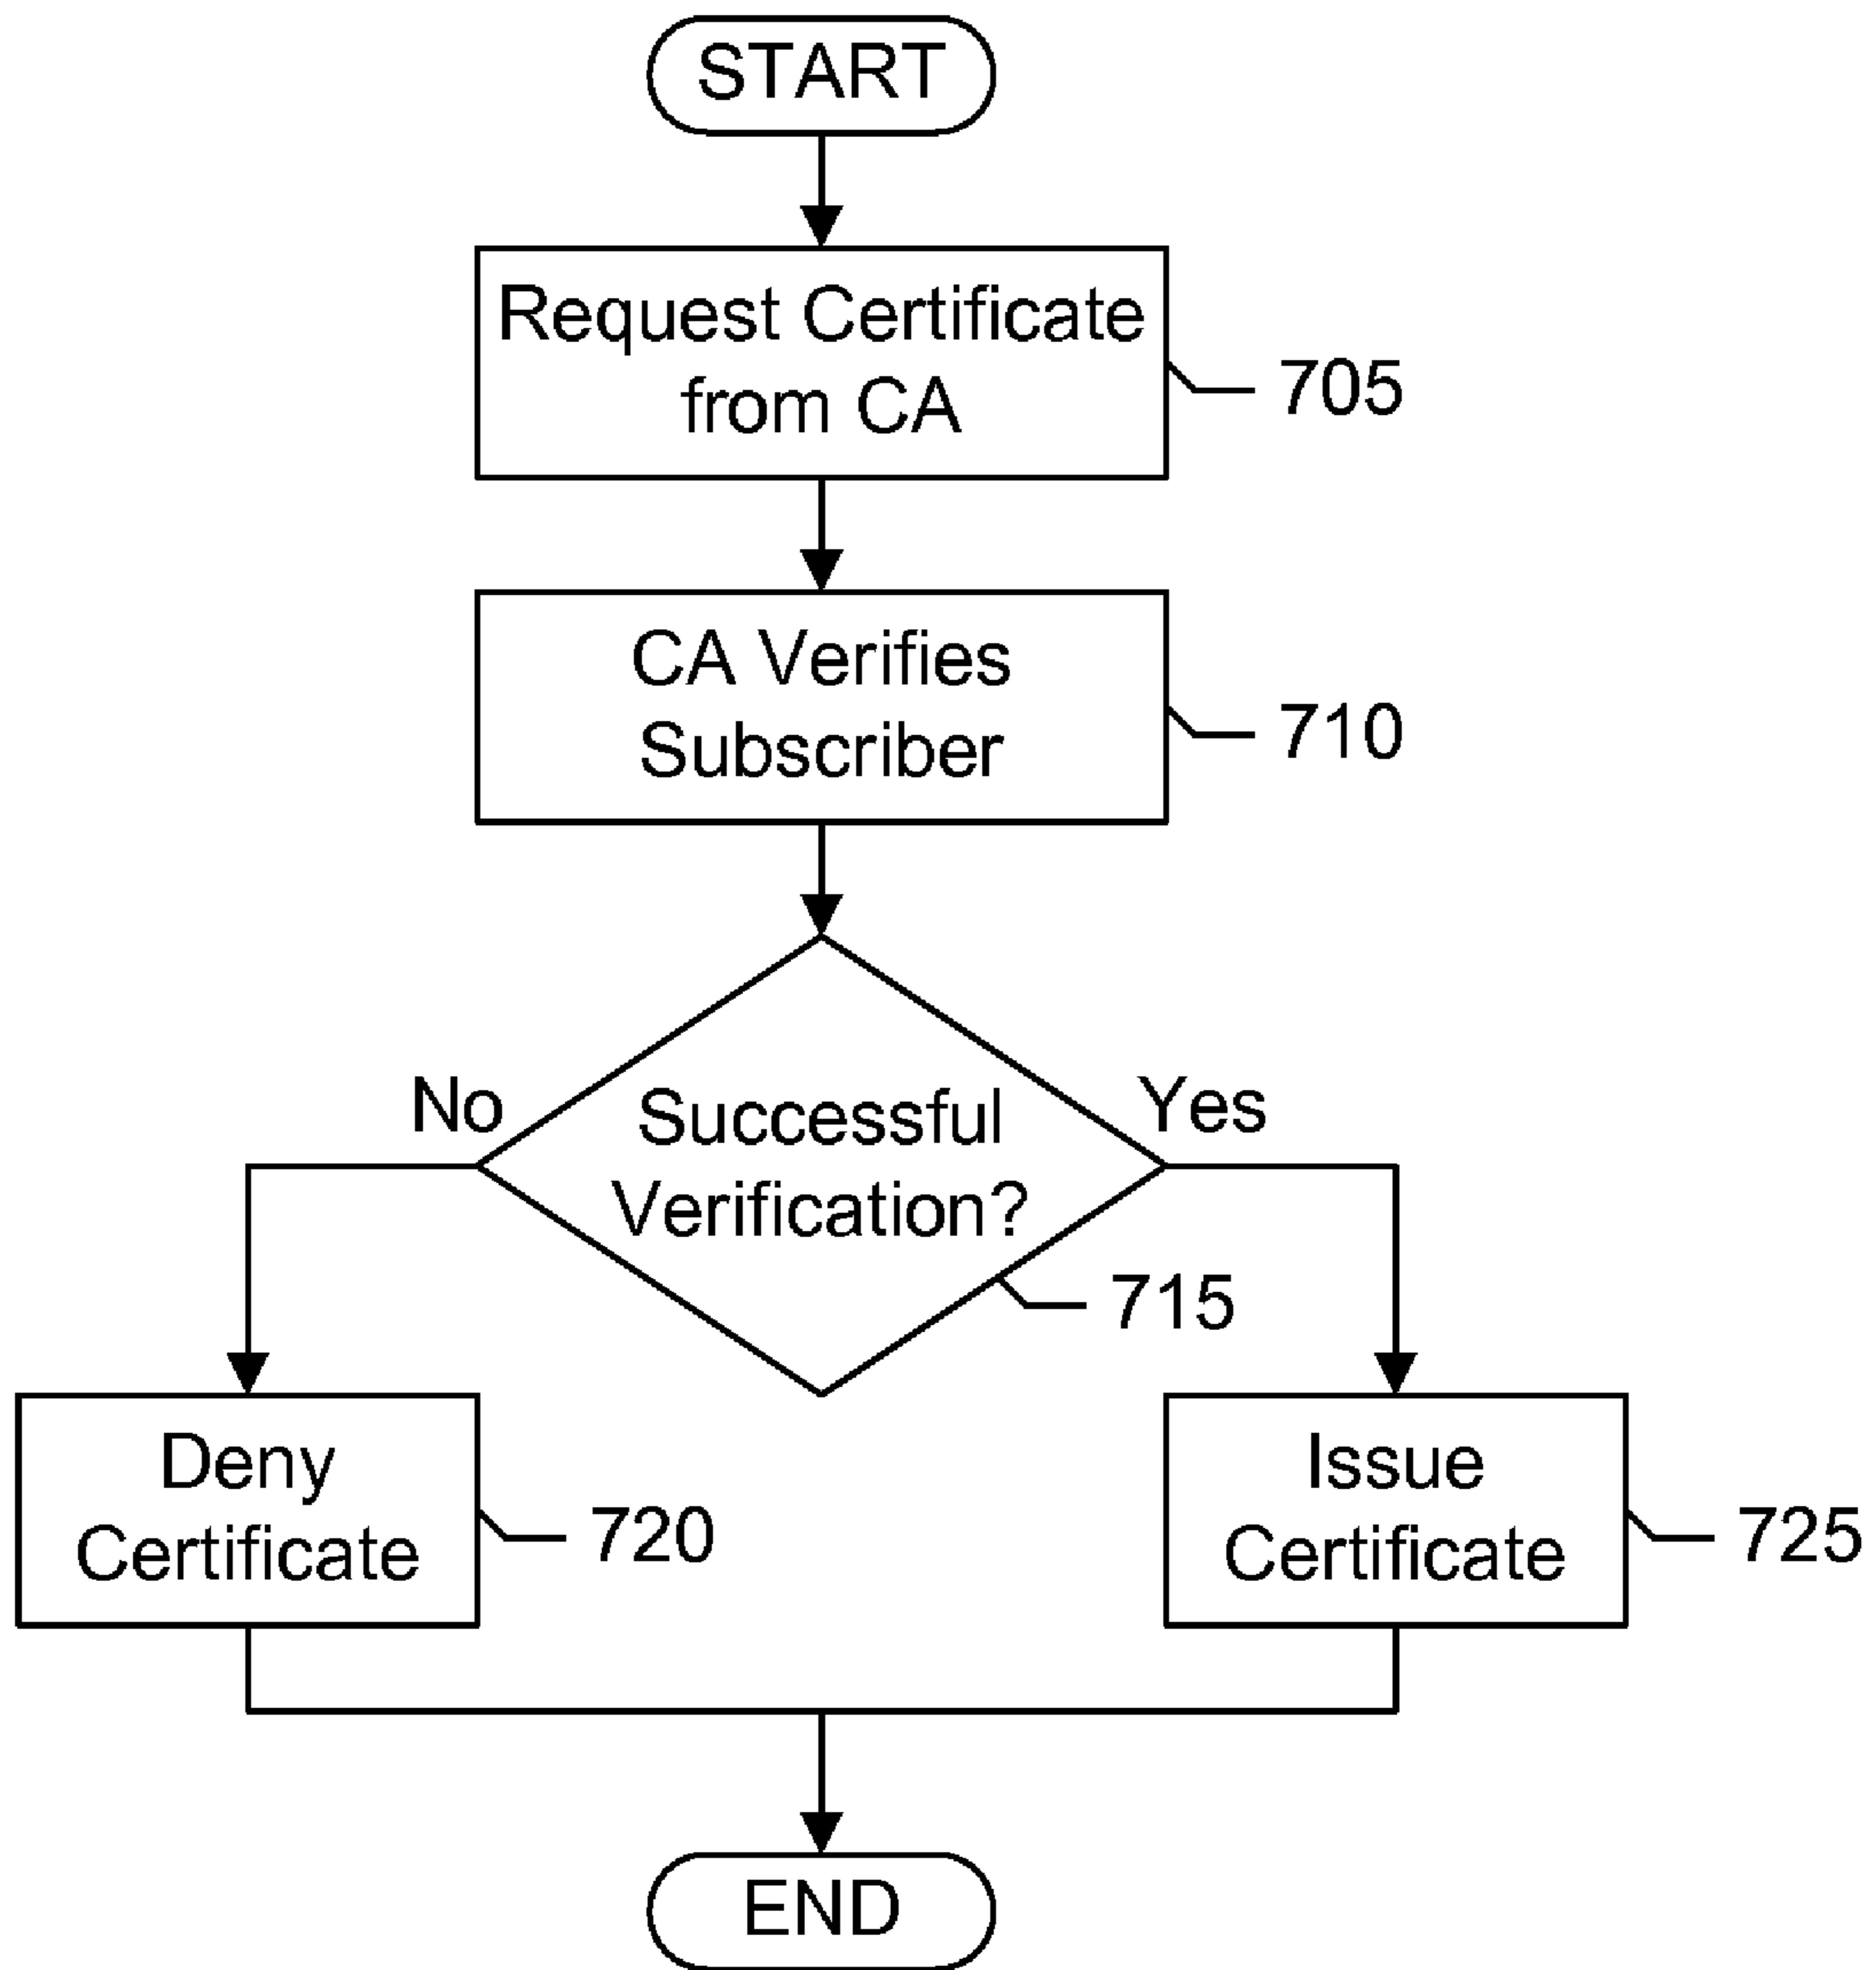 START
Request Certificate
from CA
705
CA Verifies
Subscriber
710
No
Successful
Verification?
Yes
715
Deny
Certificate
720
Issue
Certificate
725
END